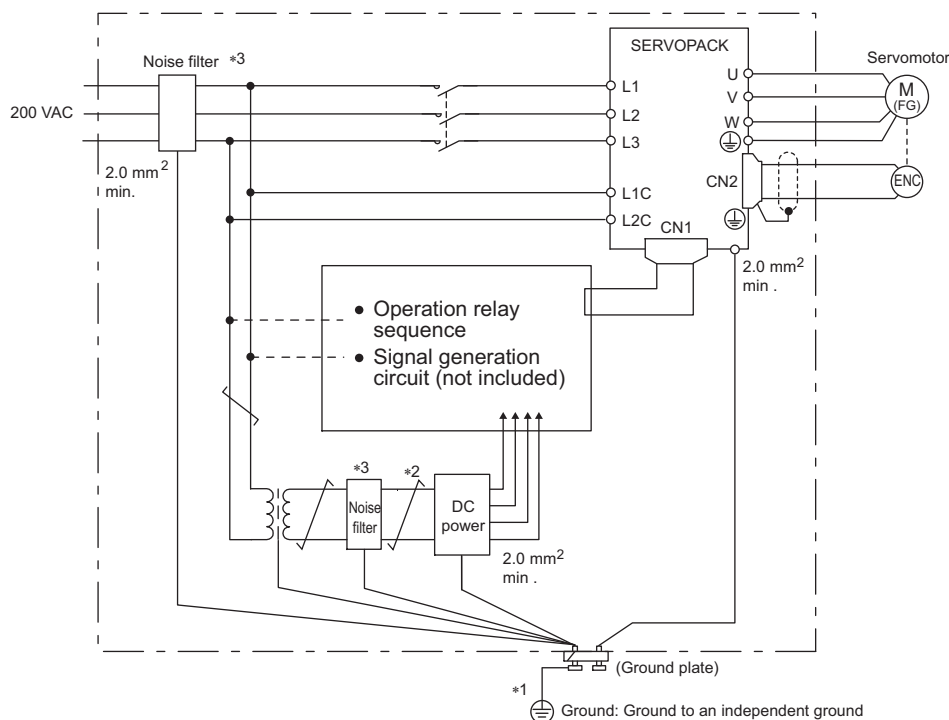 SERVOPACK
Noise filter *3
Servomotor
U
M
(FG)
L1
V
200 VAC
L2
W
L3
2.0 mm2
min.
CN2
ENC
L1C
L2C
CN1
2.0 mm2
min .
● Operation relay
sequence
● Signal generation
circuit (not included)
*3
*2
Noise
filter
DC
power
2.0 mm2
min .
(Ground plate)
*1
Ground: Ground to an independent ground